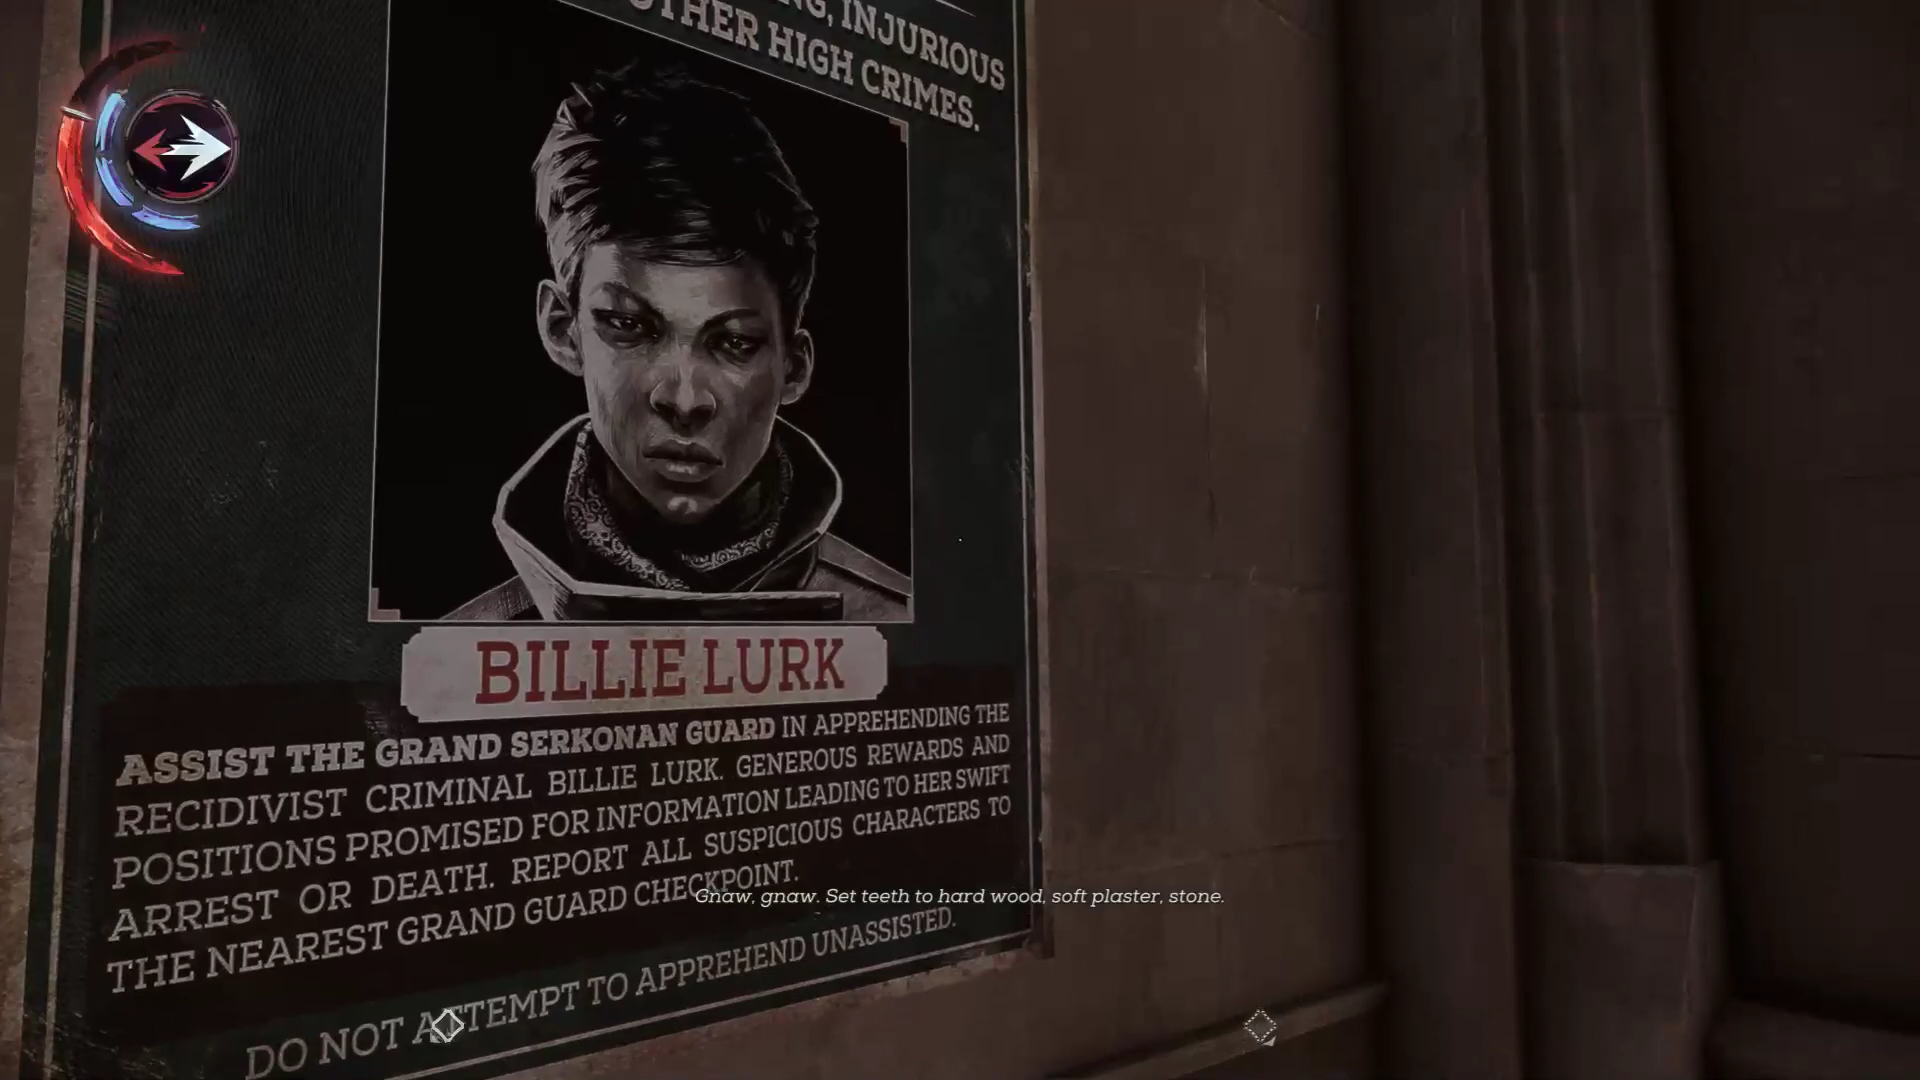 INJURIOUS
OTHER HIGH CRIMES.
BILLIE LURK
ASSIST THE GRAND SERKONAN GUARD IN APPREHENDING THE
RECIDIVIST CRIMINAL BILLIE LURK. GENEROUS REWARDS AND
POSITIONS PROMISED FOR INFORMATION LEADING TO HER SWIFT
ARREST OR DEATH. REPORT ALL SUSPICIOUS CHARACTERS TO
THE NEAREST GRAND GUARD CHECKPOINT.
Gnaw, gnaw. Set teeth to hard wood, soft plaster, stone.
DO NOT ATTEMPT TO APPREHEND UNASSISTED.